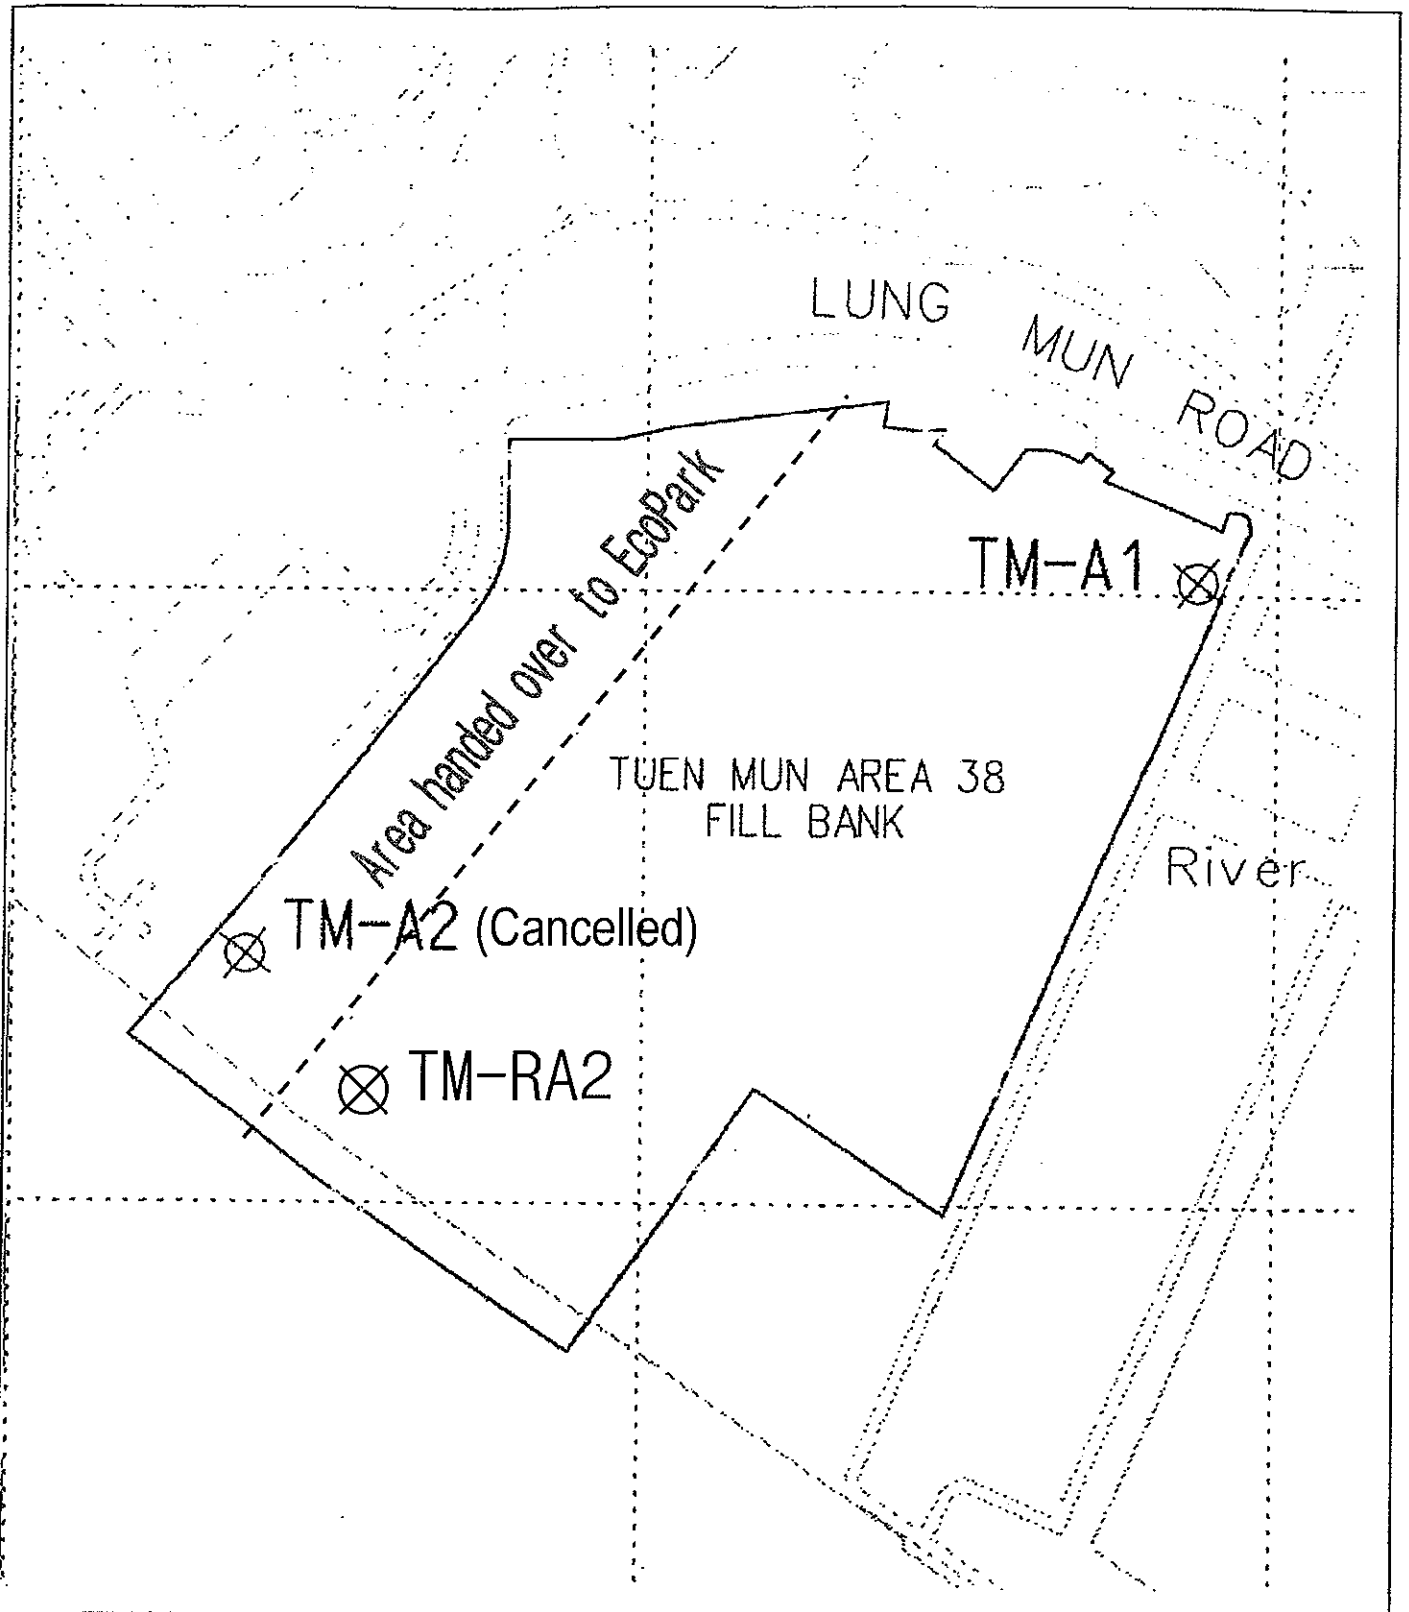 LUNG MUN ROAD
TM-A1
Area handed over to EcoPark
TUEN MUN AREA 38
FILL BANK
River
TM-A2 (Cancelled)
TM-RA2